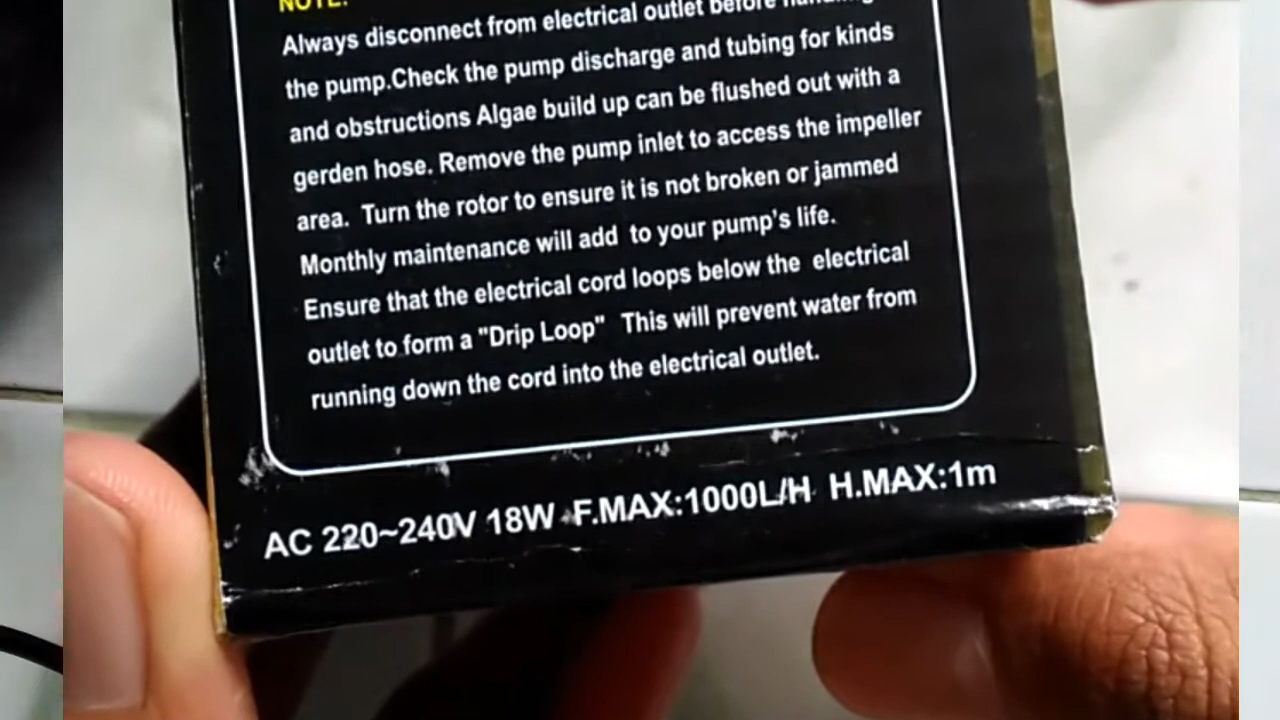 NOTE:
Always disconnect from electrical outlet before
the pump.Check the pump discharge and tubing for kinds
and obstructions Algae build up can be flushed out with a
gerden hose. Remove the pump inlet to access the impeller
area. Turn the rotor to ensure it is not broken or jammed
Monthly maintenance will add to your pump's life.
Ensure that the electrical cord loops below the electrical
outlet to form a "Drip Loop" This will prevent water from
running down the cord into the electrical outlet.
AC 220~240V 18W F.MAX:1000L/H H.MAX:1m